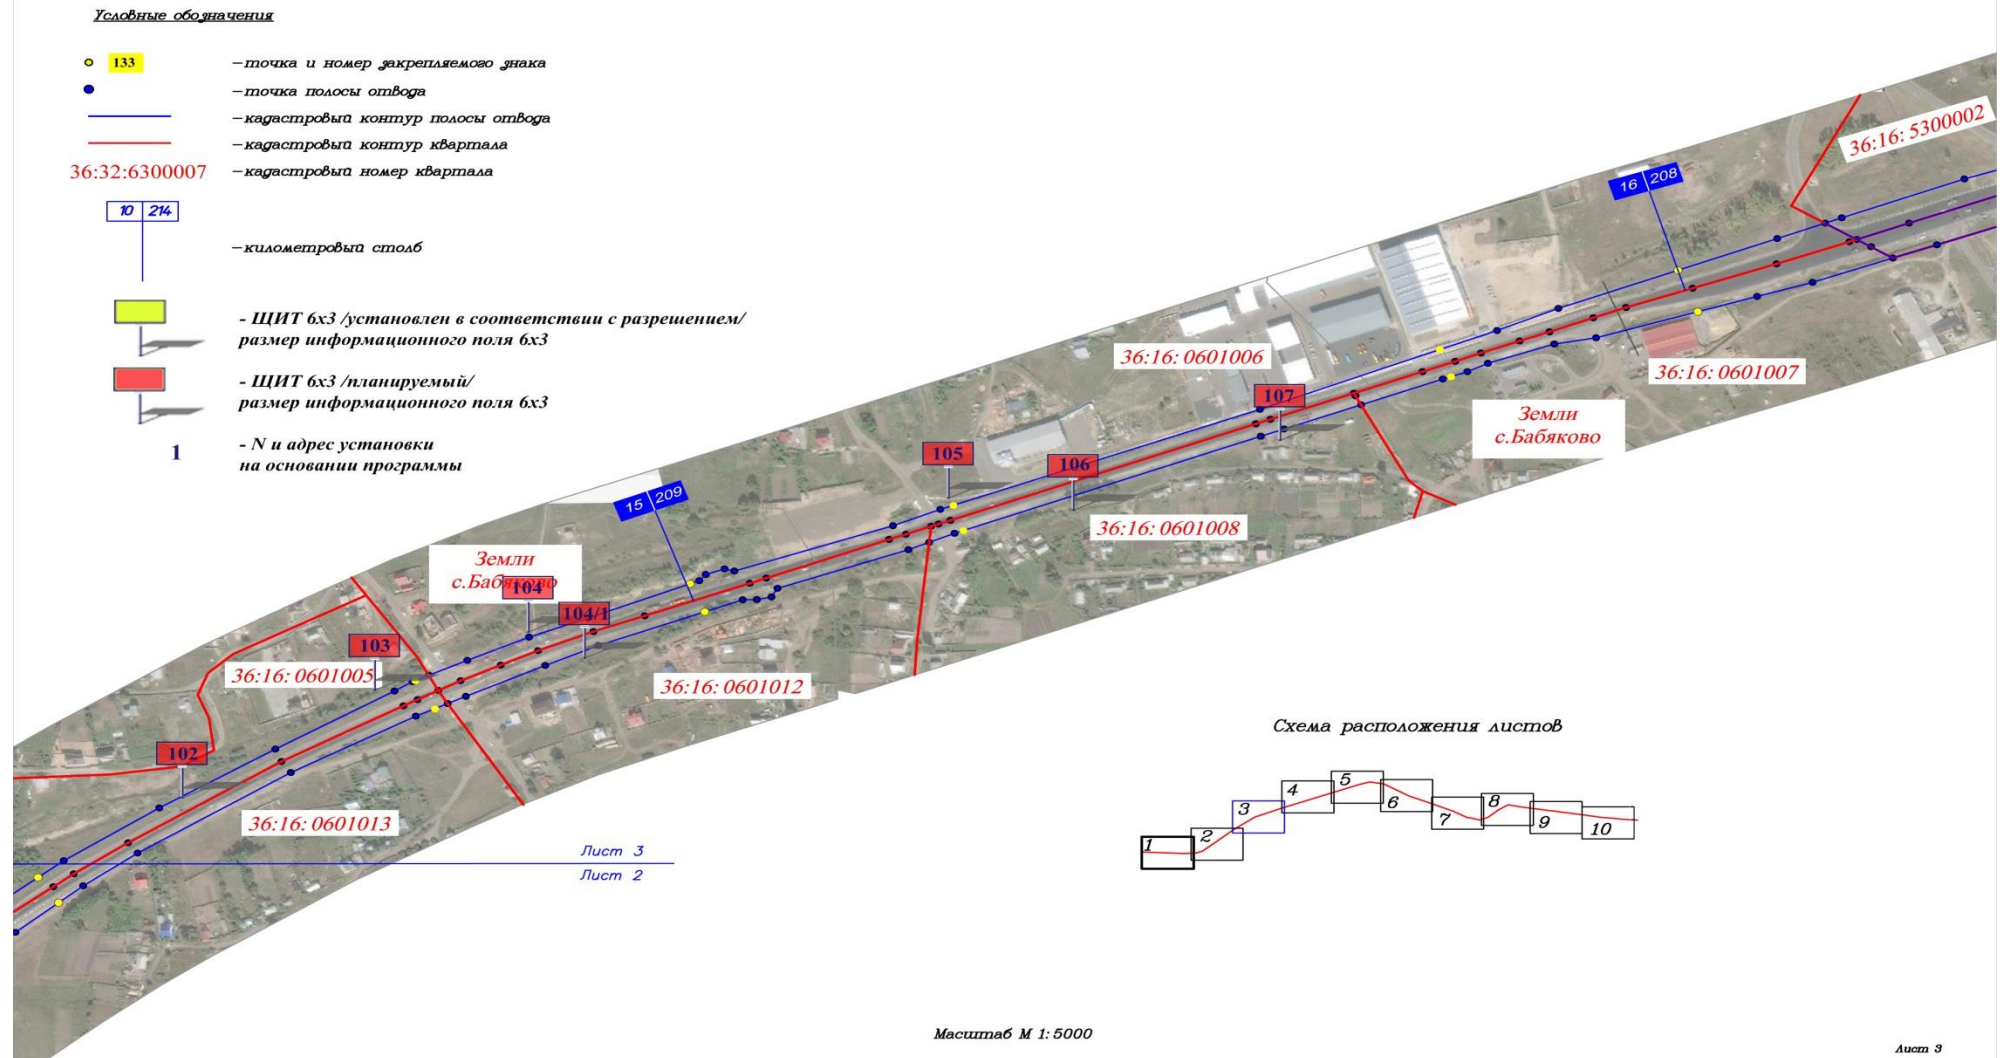 Условные обозначения
133
–точка и номер закрепляемого знака
–точка полосы отвода
–кадастровый контур полосы отвода
–кадастровый контур квартала
36:32:6300007
–кадастровый номер квартала
10 214
–километровый столб
- ЩИТ 6х3 /установлен в соответствии с разрешением/
размер информационного поля 6х3
- ЩИТ 6х3 /планируемый/
размер информационного поля 6х3
1
- N и адрес установки
на основании программы
36:16: 5300002
16 208
36:16: 0601006
36:16: 0601007
107
Земли
с.Бабяково
105
106
15 209
36:16: 0601008
Земли
с.Бабяково
104
104/1
103
36:16: 0601005
36:16: 0601012
102
36:16: 0601013
Лист 3
Лист 2
Схема расположения листов
1
2
3
4
5
6
7
8
9
10
Масштаб М 1: 5000
Лист 3